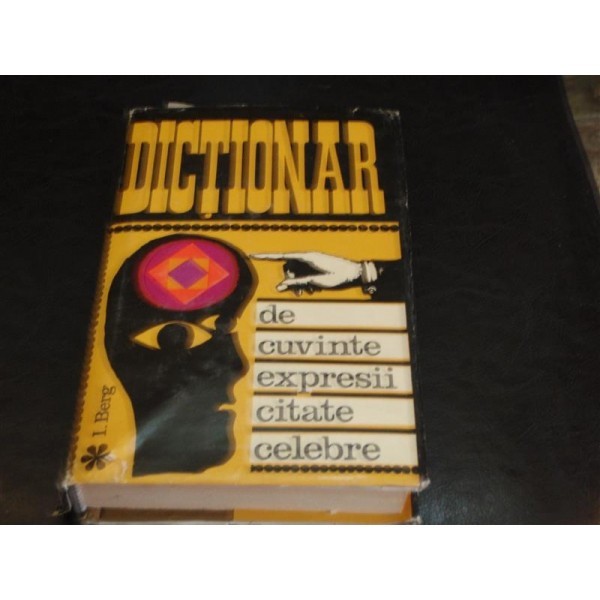 DICȚIONAR
de
cuvinte
expresii
citate
celebre
I. Berg